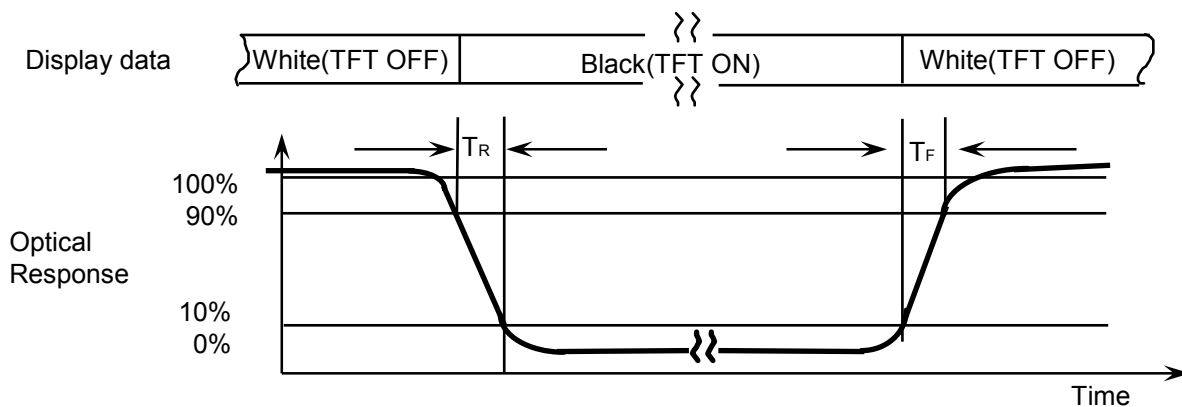 Display data
White(TFT OFF)
Black(TFT ON)
White(TFT OFF)
TR
TF
100%
90%
Optical
Response
10%
0%
Time